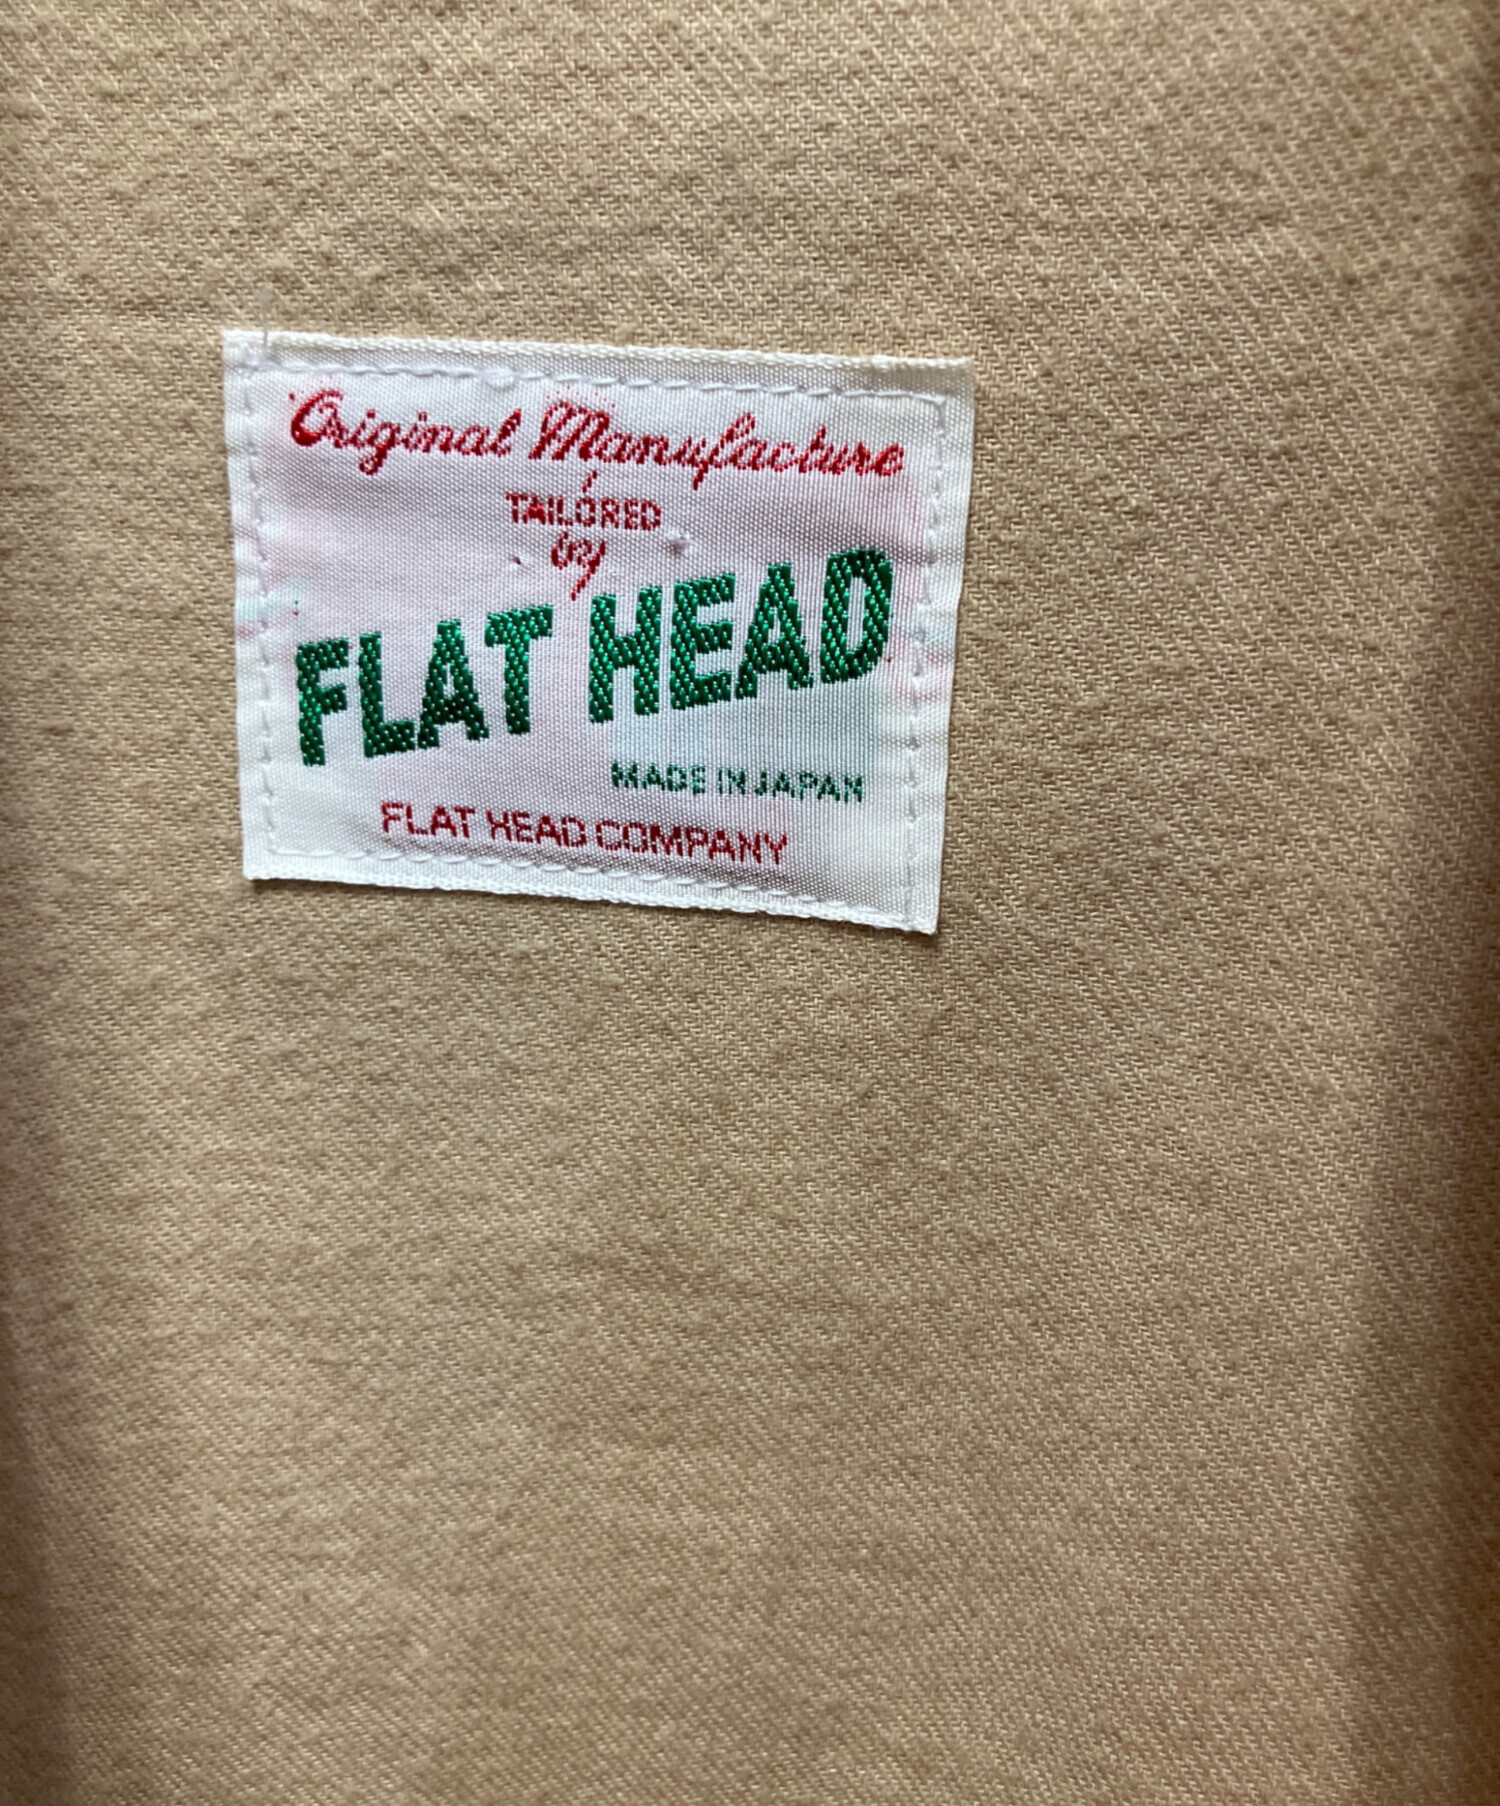 Original Manufacture
TAILORED
by
FLAT HEAD
MADE IN JAPAN
FLAT HEAD COMPANY